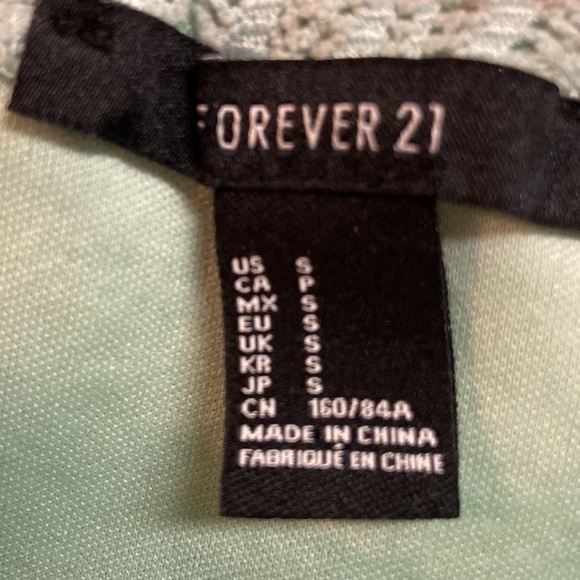 FOREVER 21
US S
CA P
MX S
EU S
UK S
KR S
JP S
CN 160/84A
MADE IN CHINA
FABRIQUÉ EN CHINE